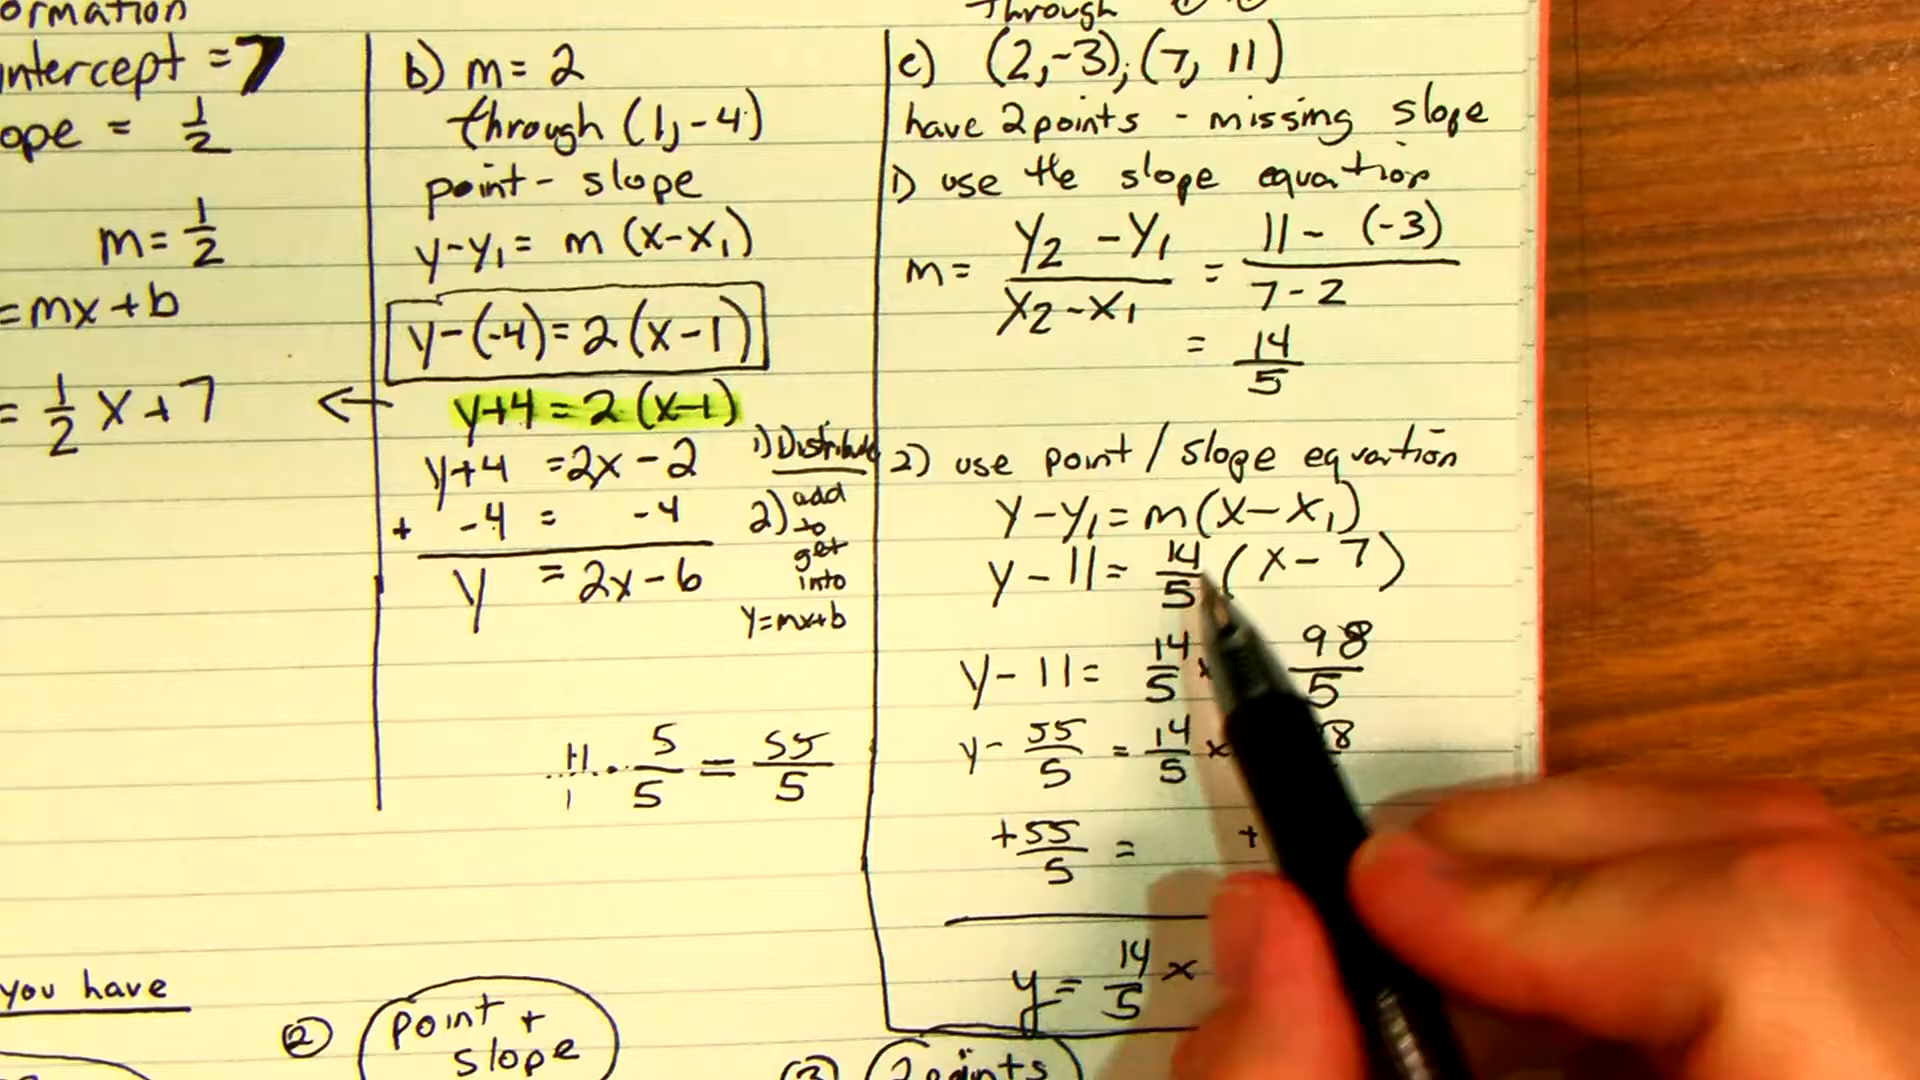 intercept = 7
slope = 1/2
m = 1/2
= mx + b
= 1/2 x + 7
you have
b) m = 2
through (1, -4)
point - slope
y - y₁ = m (x - x₁)
y - (-4) = 2 (x - 1)
← y + 4 = 2 (x - 1)
y + 4 = 2x - 2
+ -4 = -4
y = 2x - 6
1) Distribute
2) add
to
get
into
y = mx + b
11/1 · 5/5 = 55/5
② point +
slope
through
c) (2, -3), (7, 11)
have 2 points - missing slope
1) use the slope equation
m = y₂ - y₁ / x₂ - x₁ = 11 - (-3) / 7 - 2
= 14/5
2) use point / slope equation
y - y₁ = m (x - x₁)
y - 11 = 14/5 (x - 7)
y - 11 = 14/5 x 98/5
y - 55/5 = 14/5 x 8
+ 55/5 = +
y = 14/5 x
③ 2 points